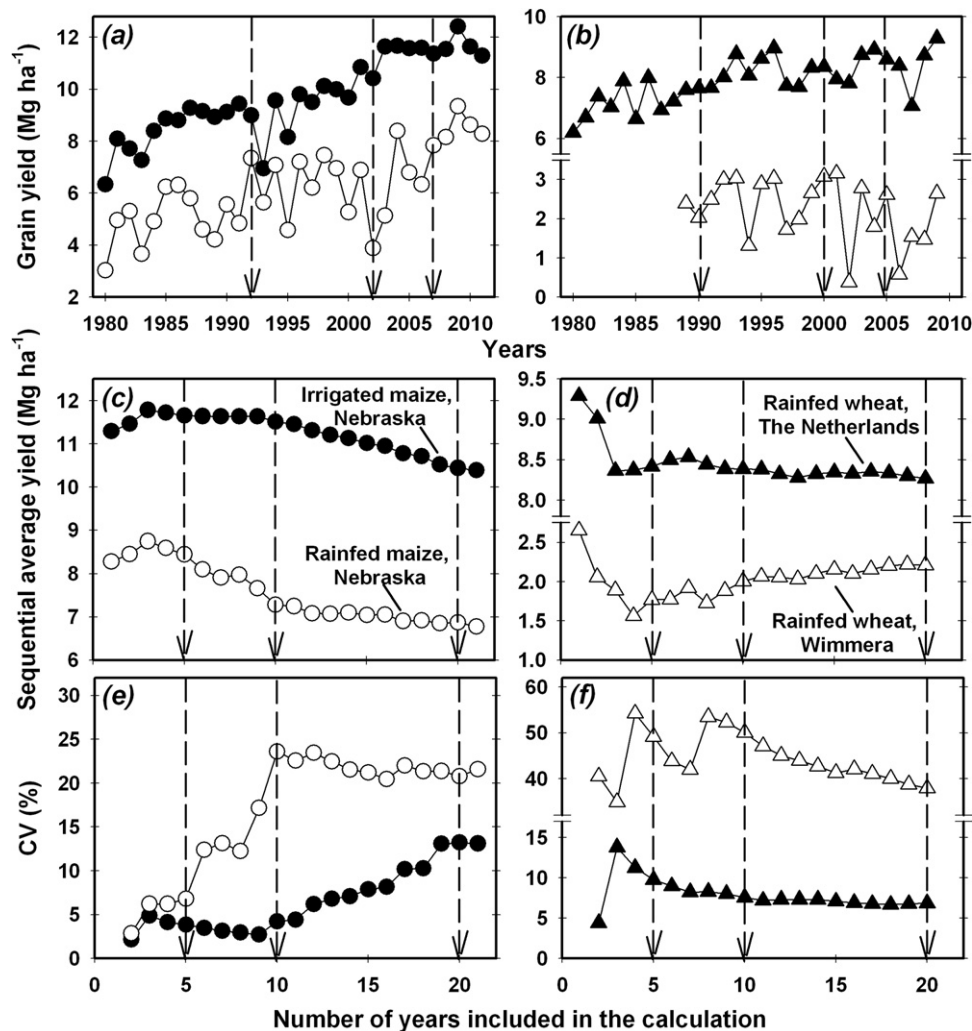 (a)
(b)
Grain yield (Mg ha-1)
12
10
8
6
4
2
10
8
6
3
2
1
0
1980 1985 1990 1995 2000 2005 2010
1980 1985 1990 1995 2000 2005 2010
Years
(c)
(d)
Sequential average yield (Mg ha-1)
12
11
10
9
8
7
6
9.5
9.0
8.5
8.0
2.5
2.0
1.5
1.0
Irrigated maize,
Nebraska
Rainfed maize,
Nebraska
Rainfed wheat,
The Netherlands
Rainfed wheat,
Wimmera
(e)
(f)
CV (%)
30
25
20
15
10
5
0
60
50
40
15
10
5
0
0 5 10 15 20
0 5 10 15 20
Number of years included in the calculation